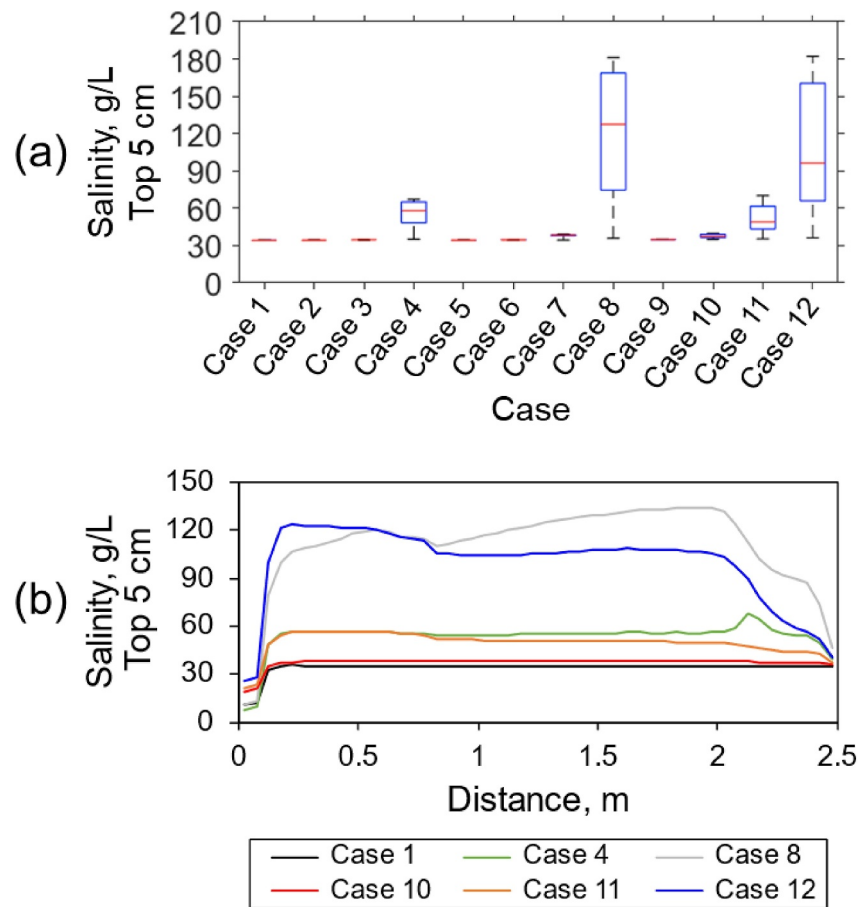 (a)
Salinity, g/L
Top 5 cm
210
180
150
120
90
60
30
0
Case 1
Case 2
Case 3
Case 4
Case 5
Case 6
Case 7
Case 8
Case 9
Case 10
Case 11
Case 12
Case
(b)
Salinity, g/L
Top 5 cm
150
120
90
60
30
0
0 0.5 1 1.5 2 2.5
Distance, m
Case 1 Case 4 Case 8
Case 10 Case 11 Case 12